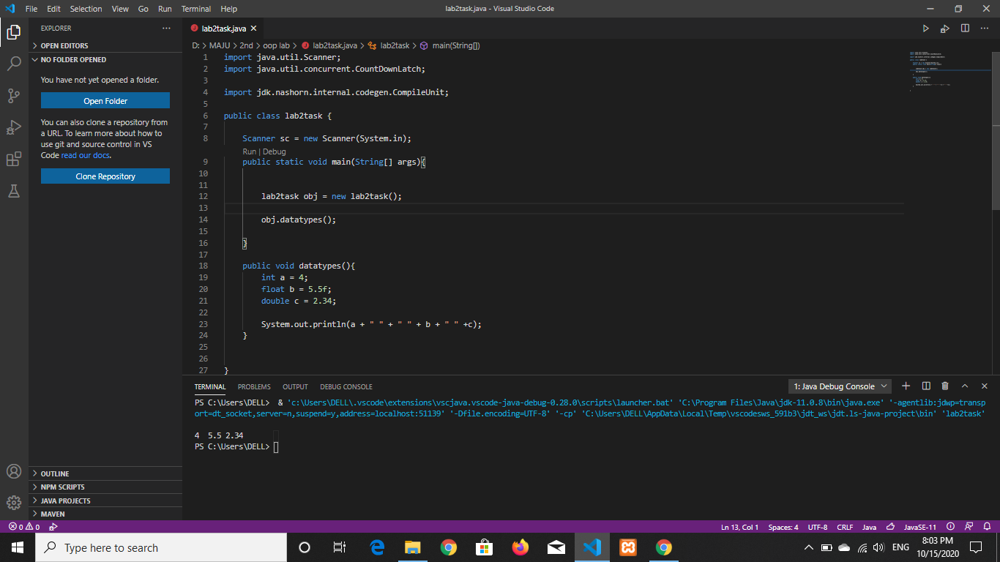 File Edit Selection View Go Run Terminal Help lab2task.java - Visual Studio Code
EXPLORER ···
OPEN EDITORS
NO FOLDER OPENED
You have not yet opened a folder.
Open Folder
You can also clone a repository from
a URL. To learn more about how to
use git and source control in VS
Code read our docs.
Clone Repository
OUTLINE
NPM SCRIPTS
JAVA PROJECTS
MAVEN
lab2task.java
D: > MAJU > 2nd > oop lab > lab2task.java > lab2task > main(String[])
1 import java.util.Scanner;
2 import java.util.concurrent.CountDownLatch;
3
4 import jdk.nashorn.internal.codegen.CompileUnit;
5
6 public class lab2task {
7
8 Scanner sc = new Scanner(System.in);
Run | Debug
9 public static void main(String[] args){
10
11
12 lab2task obj = new lab2task();
13
14 obj.datatypes();
15
16 }
17
18 public void datatypes(){
19 int a = 4;
20 float b = 5.5f;
21 double c = 2.34;
22
23 System.out.println(a + " " + " " + b + " " +c);
24 }
25
26
27 }
TERMINAL PROBLEMS OUTPUT DEBUG CONSOLE 1: Java Debug Console
PS C:\Users\DELL> & 'c:\Users\DELL\.vscode\extensions\vscjava.vscode-java-debug-0.28.0\scripts\launcher.bat' 'C:\Program Files\Java\jdk-11.0.8\bin\java.exe' '-agentlib:jdwp=transp
ort=dt_socket,server=n,suspend=y,address=localhost:51139' '-Dfile.encoding=UTF-8' '-cp' 'C:\Users\DELL\AppData\Local\Temp\vscodesws_591b3\jdt_ws\jdt.ls-java-project\bin' 'lab2task'
4  5.5 2.34
PS C:\Users\DELL>
0 0 Ln 13, Col 1 Spaces: 4 UTF-8 CRLF Java JavaSE-11
Type here to search
ENG
8:03 PM
10/15/2020